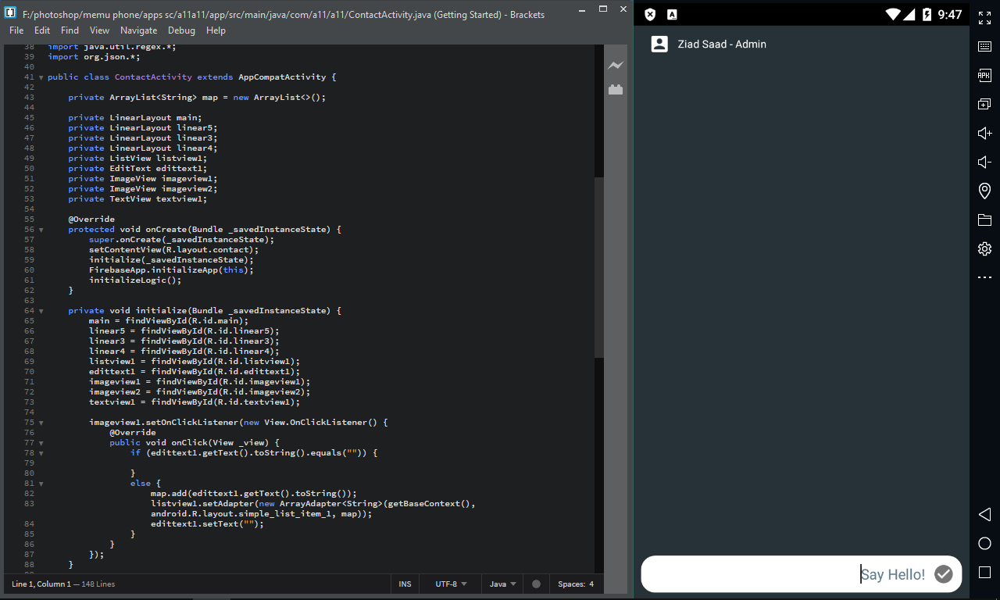 F:/photoshop/memu phone/apps sc/a11a11/app/src/main/java/com/a11/a11/ContactActivity.java (Getting Started) - Brackets
File Edit Find View Navigate Debug Help
38 import java.util.regex.*;
39 import org.json.*;
40
41 public class ContactActivity extends AppCompatActivity {
42
43 private ArrayList<String> map = new ArrayList<>();
44
45 private LinearLayout main;
46 private LinearLayout linear5;
47 private LinearLayout linear3;
48 private LinearLayout linear4;
49 private ListView listview1;
50 private EditText edittext1;
51 private ImageView imageview1;
52 private ImageView imageview2;
53 private TextView textview1;
54
55 @Override
56 protected void onCreate(Bundle _savedInstanceState) {
57 super.onCreate(_savedInstanceState);
58 setContentView(R.layout.contact);
59 initialize(_savedInstanceState);
60 FirebaseApp.initializeApp(this);
61 initializeLogic();
62 }
63
64 private void initialize(Bundle _savedInstanceState) {
65 main = findViewById(R.id.main);
66 linear5 = findViewById(R.id.linear5);
67 linear3 = findViewById(R.id.linear3);
68 linear4 = findViewById(R.id.linear4);
69 listview1 = findViewById(R.id.listview1);
70 edittext1 = findViewById(R.id.edittext1);
71 imageview1 = findViewById(R.id.imageview1);
72 imageview2 = findViewById(R.id.imageview2);
73 textview1 = findViewById(R.id.textview1);
74
75 imageview1.setOnClickListener(new View.OnClickListener() {
76 @Override
77 public void onClick(View _view) {
78 if (edittext1.getText().toString().equals("")) {
79
80 }
81 else {
82 map.add(edittext1.getText().toString());
83 listview1.setAdapter(new ArrayAdapter<String>(getBaseContext(),
android.R.layout.simple_list_item_1, map));
84 edittext1.setText("");
85 }
86 }
87 });
88 }
Line 1, Column 1 — 148 Lines
INS UTF-8 Java Spaces: 4
A 9:47
Ziad Saad - Admin
Say Hello!
APK